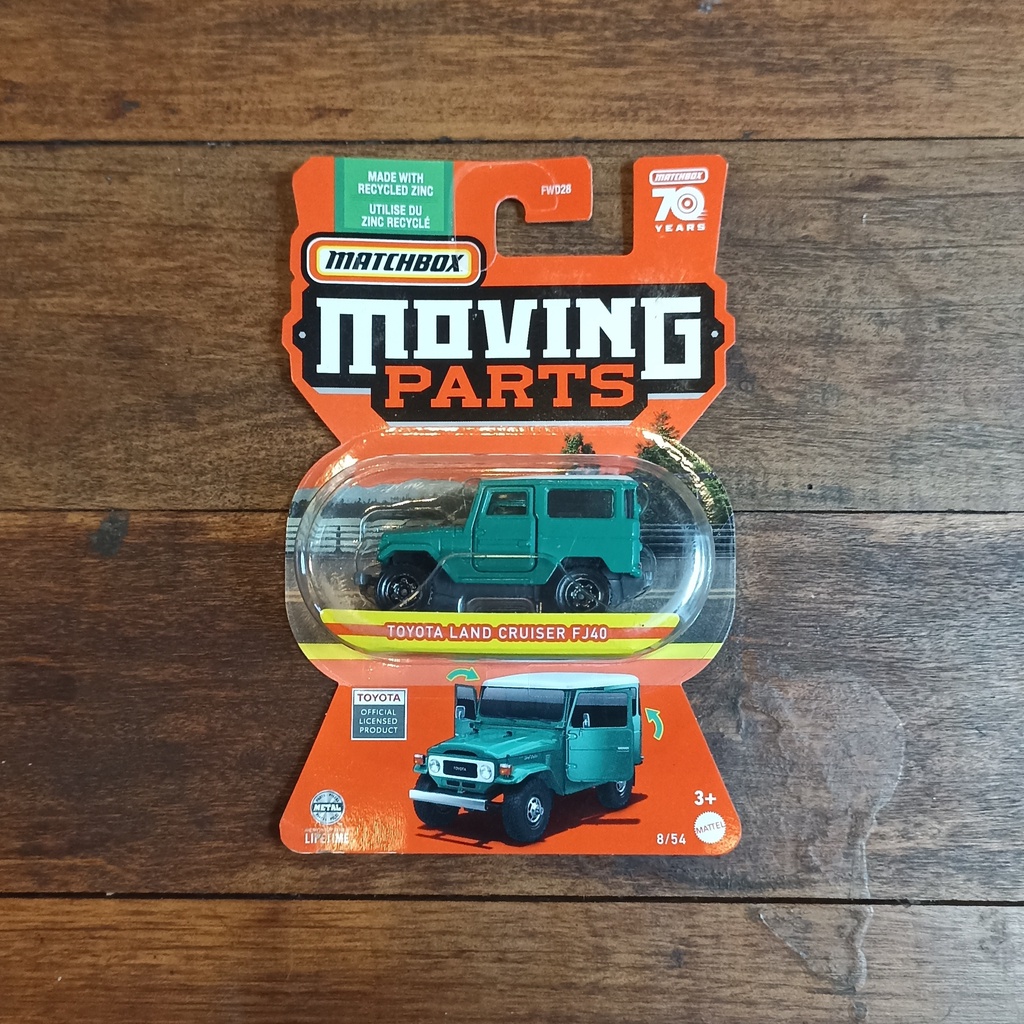 MADE WITH
RECYCLED ZINC
UTILISE DU
ZINC RECYCLÉ
FWD28
MATCHBOX
70
YEARS
MATCHBOX
MOVING
PARTS
TOYOTA LAND CRUISER FJ40
TOYOTA
OFFICIAL
LICENSED
PRODUCT
TOYOTA
METAL
LIFETIME
3+
8/54
MATTEL